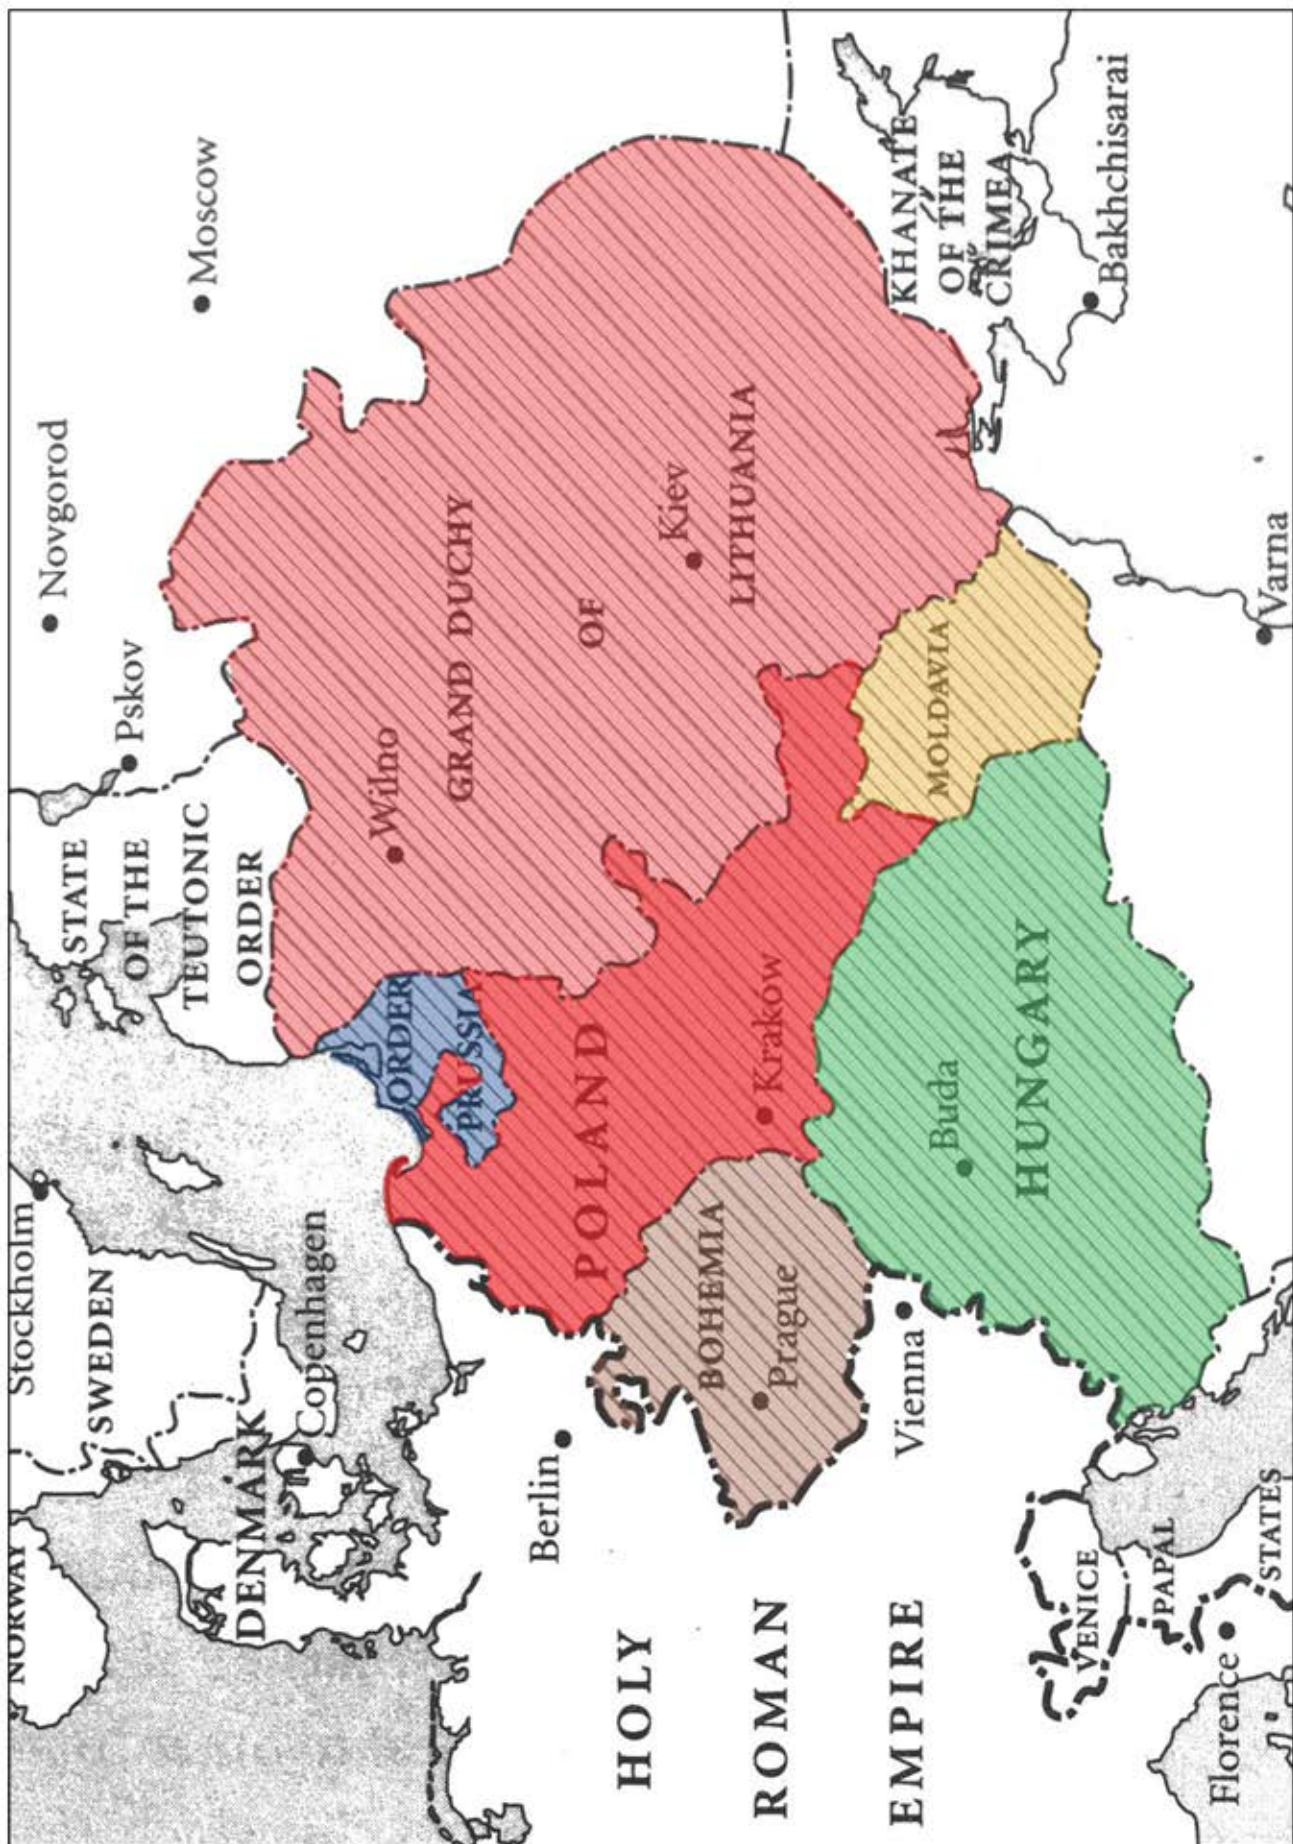 NORWAY
Stockholm
SWEDEN
DENMARK
Copenhagen
STATE
OF THE
TEUTONIC
ORDER
Pskov
Novgorod
Moscow
Wilno
GRAND DUCHY
OF
LITHUANIA
Kiev
ORDER
PRUSSIA
POLAND
Krakow
Berlin
BOHEMIA
Prague
Vienna
HOLY
ROMAN
EMPIRE
MOLDAVIA
HUNGARY
Buda
KHANATE
OF THE
CRIMEA
Bakhchisarai
Varna
VENICE
PAPAL
STATES
Florence